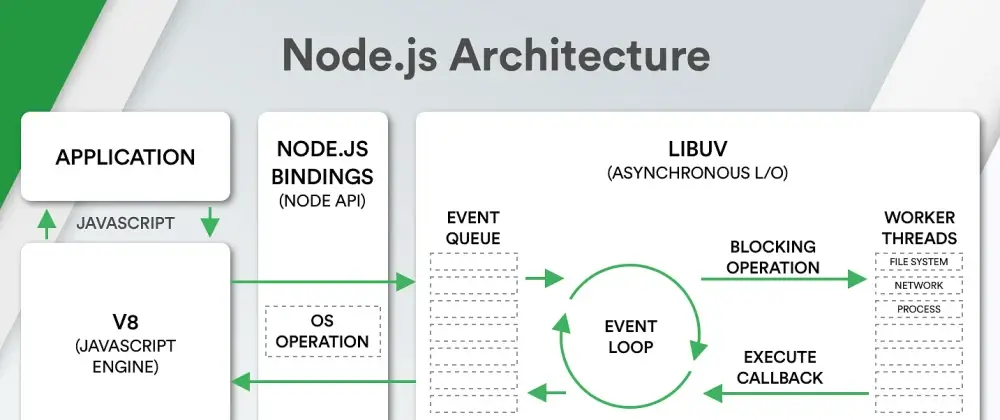 Node.js Architecture
APPLICATION
JAVASCRIPT
V8
(JAVASCRIPT
ENGINE)
NODE.JS
BINDINGS
(NODE API)
OS
OPERATION
LIBUV
(ASYNCHRONOUS L/O)
EVENT
QUEUE
EVENT
LOOP
BLOCKING
OPERATION
EXECUTE
CALLBACK
WORKER
THREADS
FILE SYSTEM
NETWORK
PROCESS